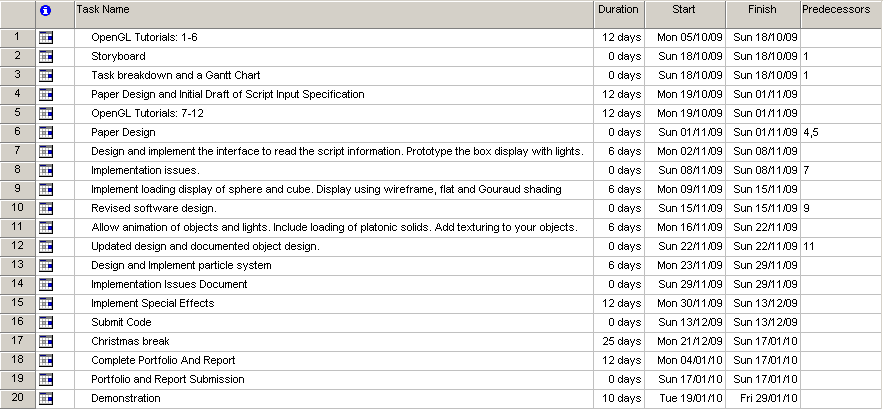 Task Name Duration Start Finish Predecessors
1 OpenGL Tutorials: 1-6 12 days Mon 05/10/09 Sun 18/10/09
2 Storyboard 0 days Sun 18/10/09 Sun 18/10/09 1
3 Task breakdown and a Gantt Chart 0 days Sun 18/10/09 Sun 18/10/09 1
4 Paper Design and Initial Draft of Script Input Specification 12 days Mon 19/10/09 Sun 01/11/09
5 OpenGL Tutorials: 7-12 12 days Mon 19/10/09 Sun 01/11/09
6 Paper Design 0 days Sun 01/11/09 Sun 01/11/09 4,5
7 Design and implement the interface to read the script information. Prototype the box display with lights. 6 days Mon 02/11/09 Sun 08/11/09
8 Implementation issues. 0 days Sun 08/11/09 Sun 08/11/09 7
9 Implement loading display of sphere and cube. Display using wireframe, flat and Gouraud shading 6 days Mon 09/11/09 Sun 15/11/09
10 Revised software design. 0 days Sun 15/11/09 Sun 15/11/09 9
11 Allow animation of objects and lights. Include loading of platonic solids. Add texturing to your objects. 6 days Mon 16/11/09 Sun 22/11/09
12 Updated design and documented object design. 0 days Sun 22/11/09 Sun 22/11/09 11
13 Design and Implement particle system 6 days Mon 23/11/09 Sun 29/11/09
14 Implementation Issues Document 0 days Sun 29/11/09 Sun 29/11/09
15 Implement Special Effects 12 days Mon 30/11/09 Sun 13/12/09
16 Submit Code 0 days Sun 13/12/09 Sun 13/12/09
17 Christmas break 25 days Mon 21/12/09 Sun 17/01/10
18 Complete Portfolio And Report 12 days Mon 04/01/10 Sun 17/01/10
19 Portfolio and Report Submission 0 days Sun 17/01/10 Sun 17/01/10
20 Demonstration 10 days Tue 19/01/10 Fri 29/01/10